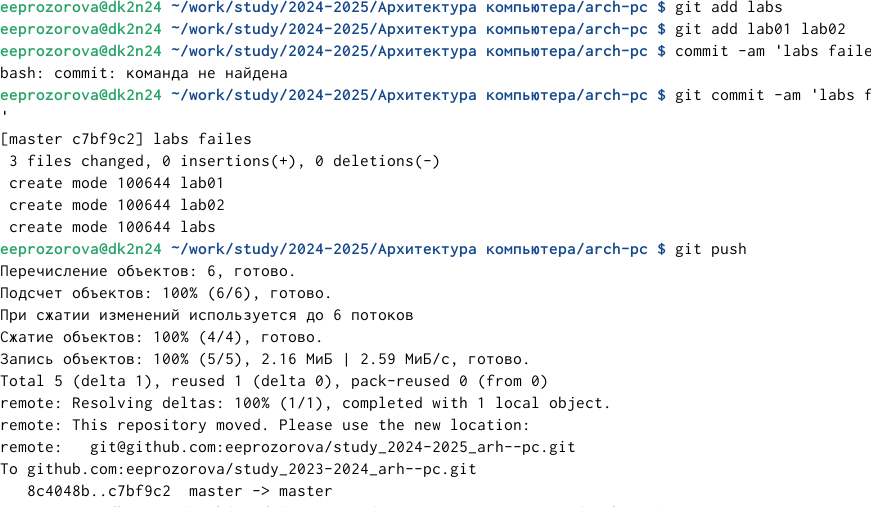 eeprozorova@dk2n24 ~/work/study/2024-2025/Архитектура компьютера/arch-pc $ git add labs
eeprozorova@dk2n24 ~/work/study/2024-2025/Архитектура компьютера/arch-pc $ git add lab01 lab02
eeprozorova@dk2n24 ~/work/study/2024-2025/Архитектура компьютера/arch-pc $ commit -am 'labs faile
bash: commit: команда не найдена
eeprozorova@dk2n24 ~/work/study/2024-2025/Архитектура компьютера/arch-pc $ git commit -am 'labs f
'
[master c7bf9c2] labs failes
3 files changed, 0 insertions(+), 0 deletions(-)
create mode 100644 lab01
create mode 100644 lab02
create mode 100644 labs
eeprozorova@dk2n24 ~/work/study/2024-2025/Архитектура компьютера/arch-pc $ git push
Перечисление объектов: 6, готово.
Подсчет объектов: 100% (6/6), готово.
При сжатии изменений используется до 6 потоков
Сжатие объектов: 100% (4/4), готово.
Запись объектов: 100% (5/5), 2.16 МиБ | 2.59 МиБ/с, готово.
Total 5 (delta 1), reused 1 (delta 0), pack-reused 0 (from 0)
remote: Resolving deltas: 100% (1/1), completed with 1 local object.
remote: This repository moved. Please use the new location:
remote:   git@github.com:eeprozorova/study_2024-2025_arh--pc.git
To github.com:eeprozorova/study_2023-2024_arh--pc.git
8c4048b..c7bf9c2  master -> master